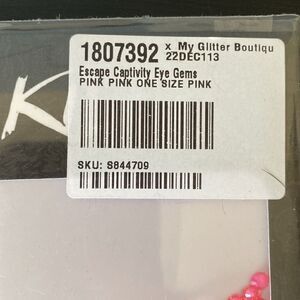 1807392 x My Glitter Boutiqu
22DEC113
Escape Captivity Eye Gems
PINK PINK ONE SIZE PINK
SKU: S844709
K